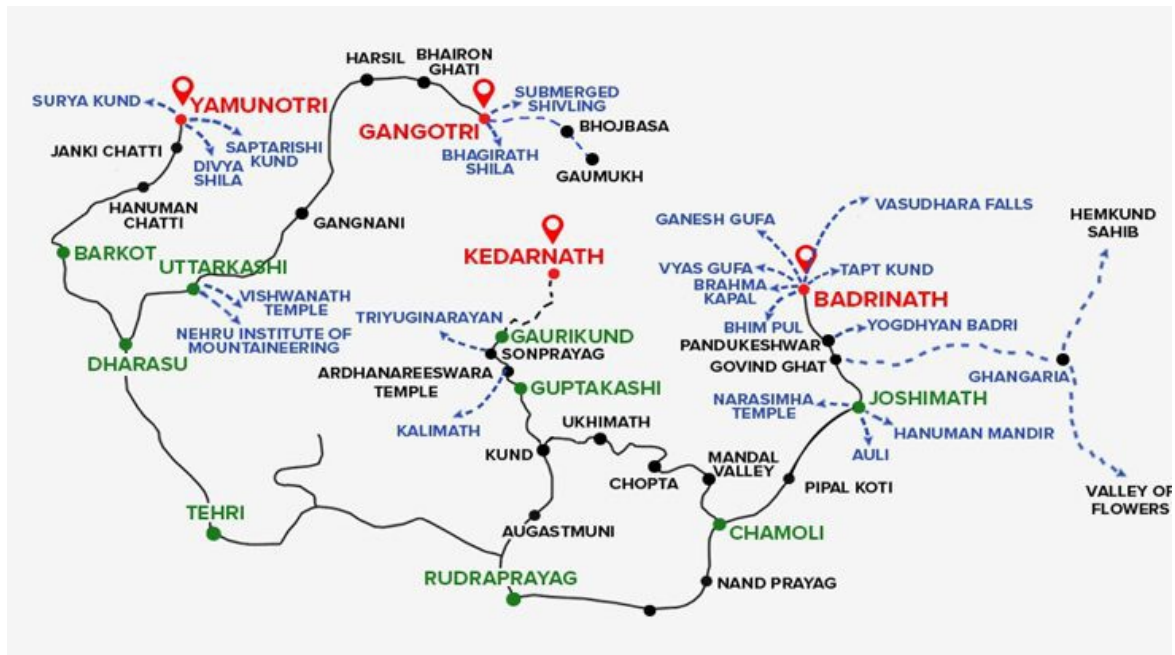 HARSIL
BHAIRON
GHATI
SURYA KUND
YAMUNOTRI
SUBMERGED
SHIVLING
GANGOTRI
BHOJBASA
JANKI CHATTI
SAPTARISHI
KUND
DIVYA
SHILA
BHAGIRATH
SHILA
GAUMUKH
HANUMAN
CHATTI
GANGNANI
VASUDHARA FALLS
GANESH GUFA
HEMKUND
SAHIB
BARKOT
UTTARKASHI
KEDARNATH
VYAS GUFA
TAPT KUND
BRAHMA
KAPAL
BADRINATH
VISHWANATH
TEMPLE
TRIYUGINARAYAN
NEHRU INSTITUTE OF
MOUNTAINEERING
BHIM PUL
YOGDHYAN BADRI
GAURIKUND
PANDUKESHWAR
SONPRAYAG
GOVIND GHAT
DHARASU
ARDHANAREESWARA
TEMPLE
GHANGARIA
GUPTAKASHI
NARASIMHA
TEMPLE
JOSHIMATH
KALIMATH
UKHIMATH
HANUMAN MANDIR
KUND
AULI
MANDAL
VALLEY
CHOPTA
PIPAL KOTI
VALLEY OF
FLOWERS
TEHRI
AUGASTMUNI
CHAMOLI
RUDRAPRAYAG
NAND PRAYAG